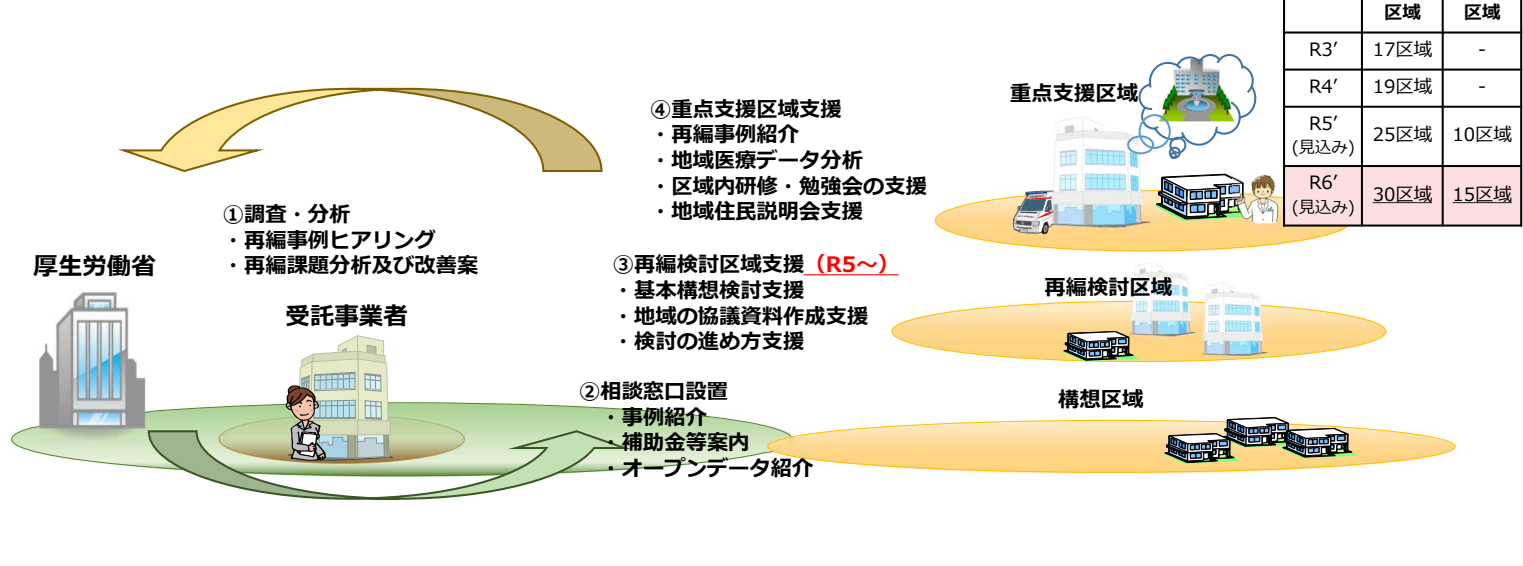 厚生労働省
受託事業者
①調査・分析
・再編事例ヒアリング
・再編課題分析及び改善案
④重点支援区域支援
・再編事例紹介
・地域医療データ分析
・区域内研修・勉強会の支援
・地域住民説明会支援
③再編検討区域支援（R5～）
・基本構想検討支援
・地域の協議資料作成支援
・検討の進め方支援
②相談窓口設置
・事例紹介
・補助金等案内
・オープンデータ紹介
重点支援区域
再編検討区域
構想区域
区域 区域
R3′ 17区域 -
R4′ 19区域 -
R5′
(見込み) 25区域 10区域
R6′
(見込み) 30区域 15区域